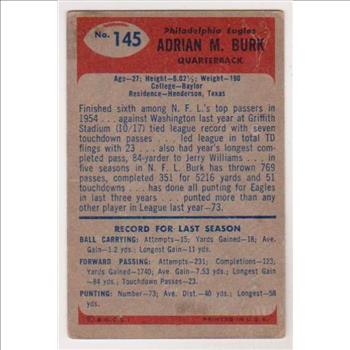 No. 145
Philadelphia Eagles
ADRIAN M. BURK
QUARTERBACK
Age-27; Height-6.02½; Weight-190
College-Baylor
Residence-Henderson, Texas
Finished sixth among N. F. L.'s top passers in
1954 . . . against Washington last year at Griffith
Stadium (10/17) tied league record with seven
touchdown passes . . . led league in total TD
flings with 23 . . . also had year's longest com-
pleted pass, 84-yarder to Jerry Williams . . . in
five seasons in N. F. L. Burk has thrown 769
passes, completed 351 for 5216 yards and 51
touchdowns . . . has done all punting for Eagles
in last three years . . . punted more than any
other player in League last year-73.
RECORD FOR LAST SEASON
BALL CARRYING: Attempts-15; Yards Gained-18; Ave.
Gain-1.2 yds.; Longest Gain-11 yds.
FORWARD PASSING: Attempts-231; Completions-123,
Yards Gained-1740; Ave. Gain-7.53 yds.; Longest Gain
-84 yds.; Touchdown Passes-23.
PUNTING: Number-73; Ave. Dist.-40 yds.; Longest-58
yds.
© B.G.C.I.
PRINTED IN U.S.A.